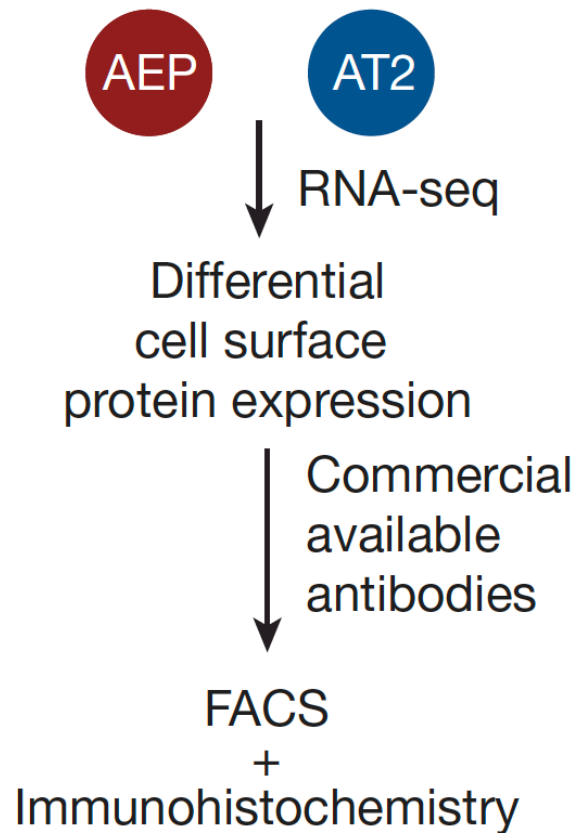 AEP AT2
RNA-seq
Differential
cell surface
protein expression
Commercial
available
antibodies
FACS
+
Immunohistochemistry